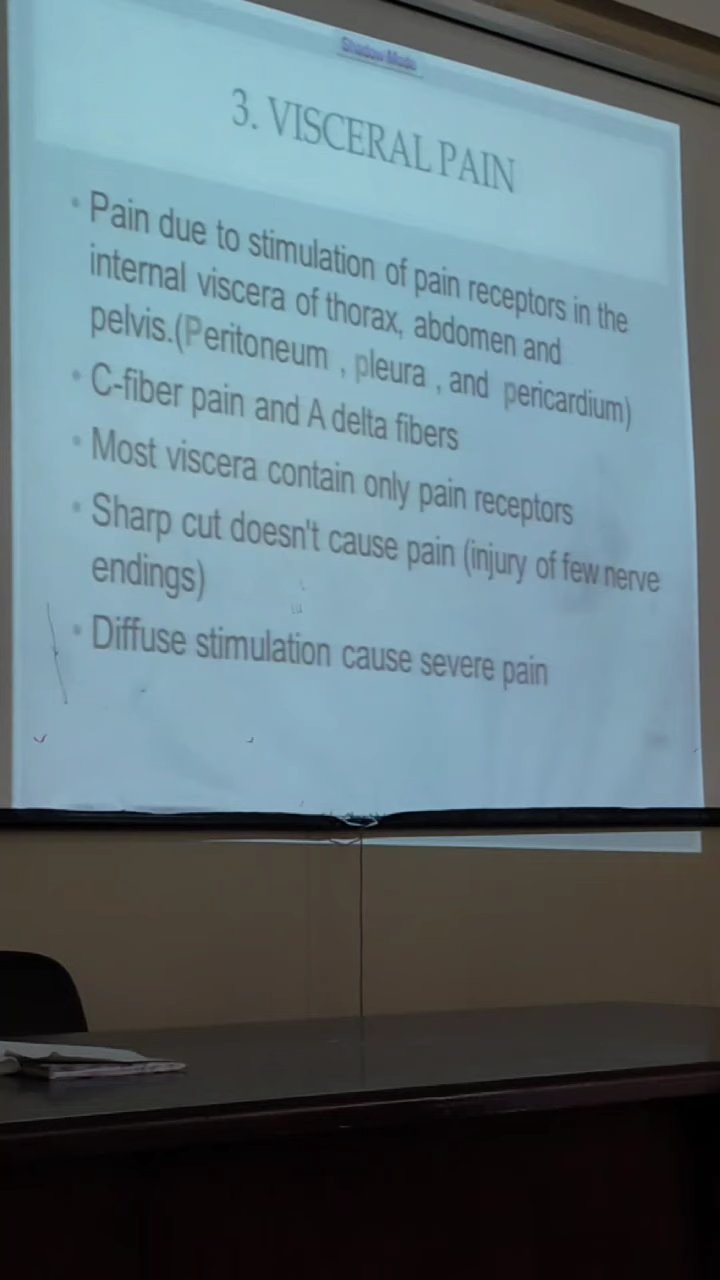 Shadow Mode
3. VISCERAL PAIN
• Pain due to stimulation of pain receptors in the
internal viscera of thorax, abdomen and
pelvis.(Peritoneum , pleura , and pericardium)
• C-fiber pain and A delta fibers
• Most viscera contain only pain receptors
• Sharp cut doesn't cause pain (injury of few nerve
endings)
• Diffuse stimulation cause severe pain